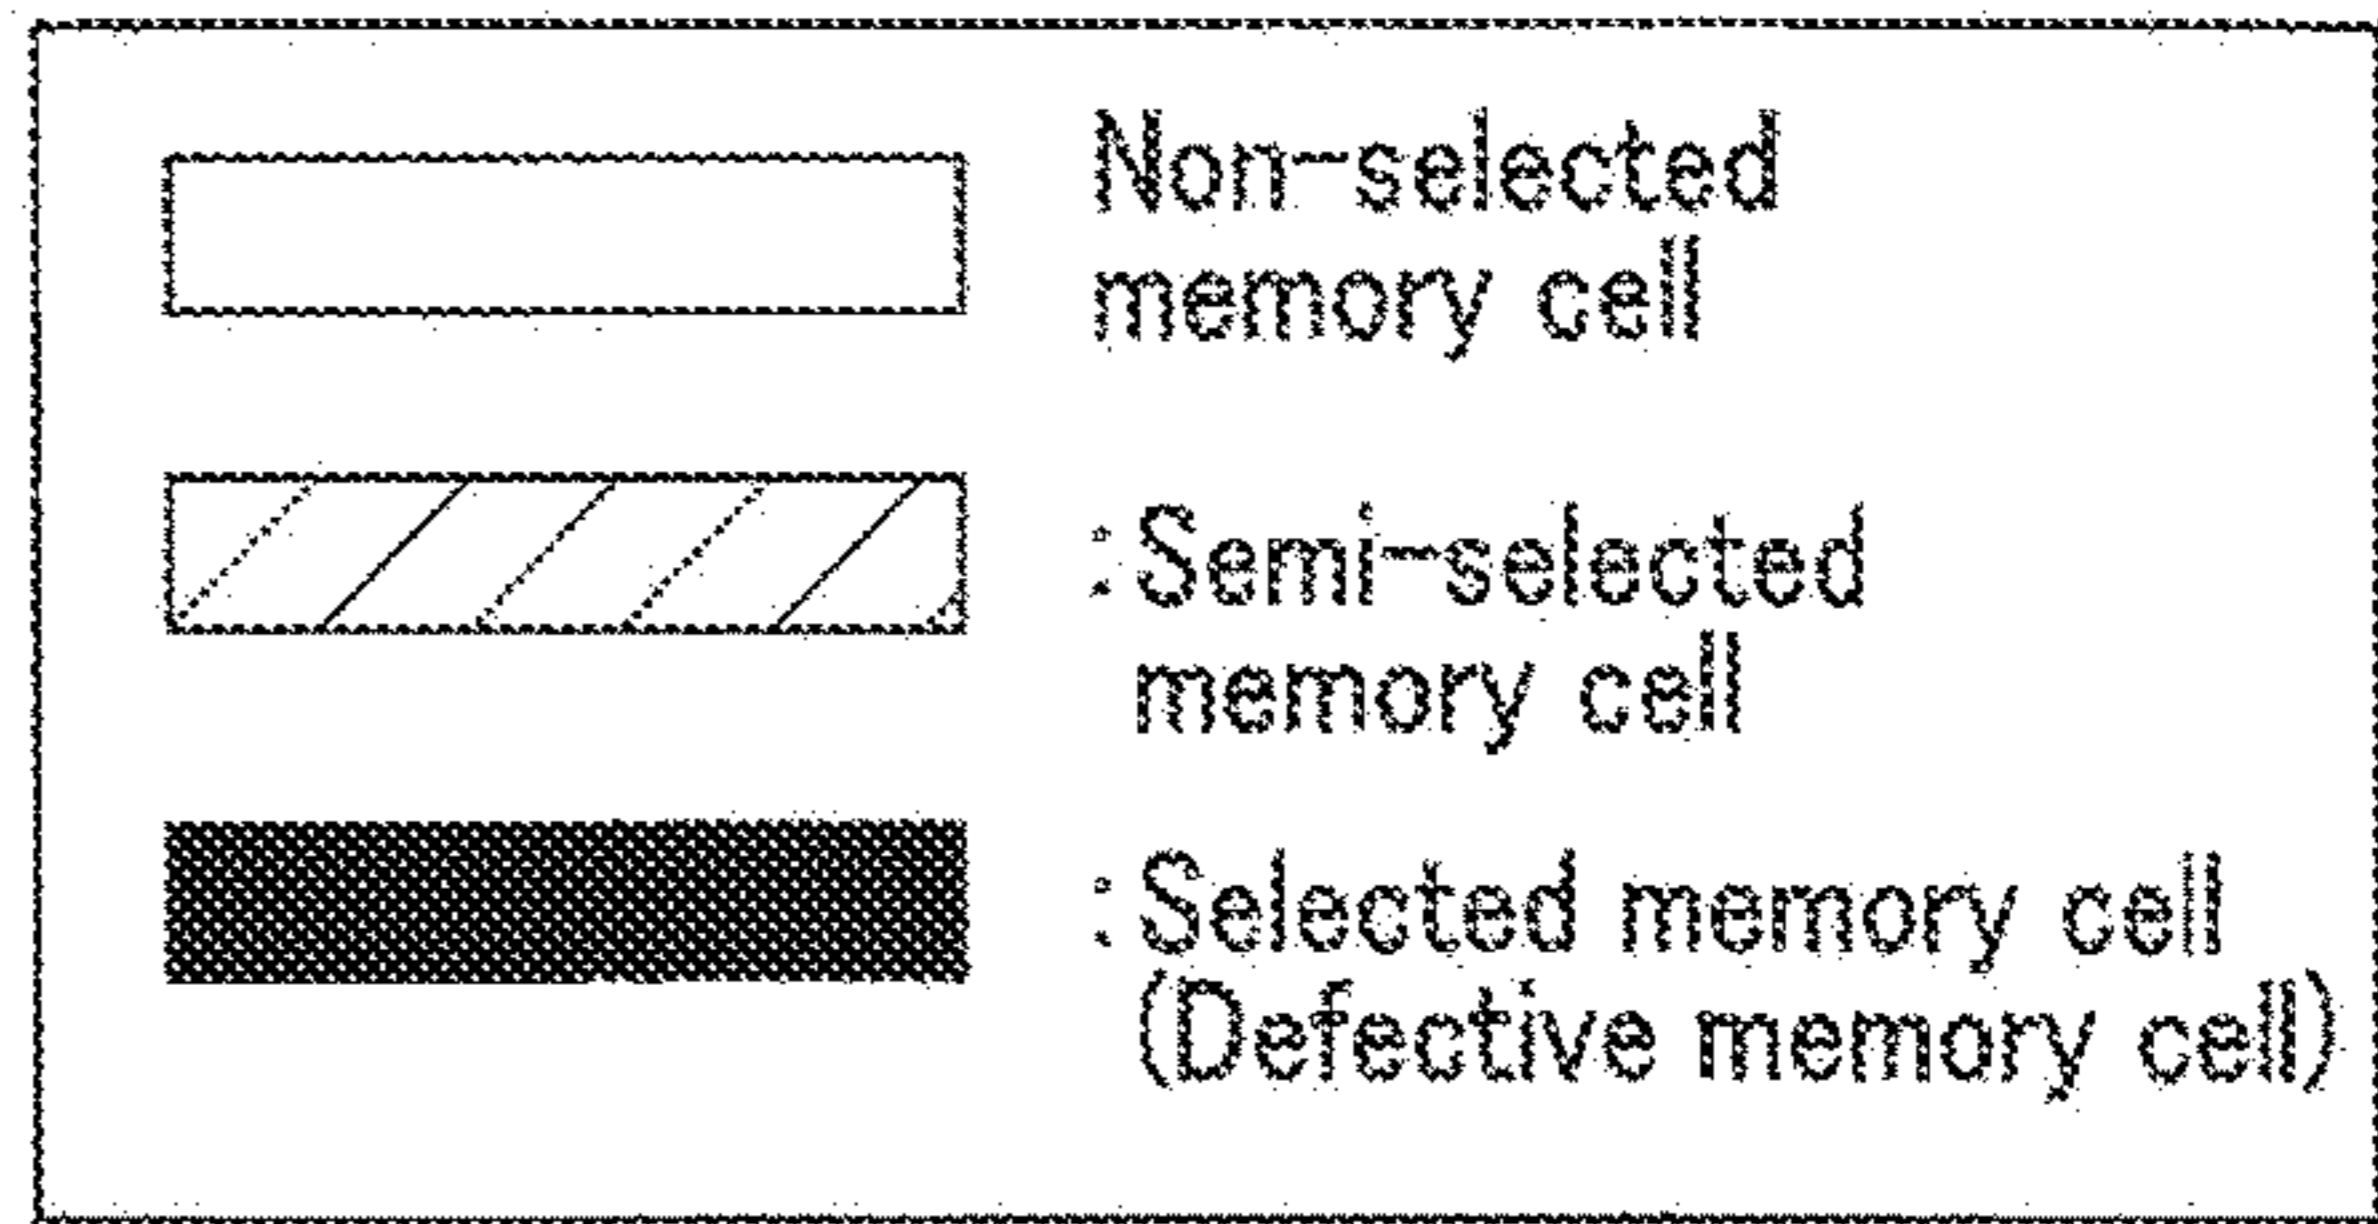 Non-selected
memory cell
: Semi-selected
memory cell
: Selected memory cell
(Defective memory cell)